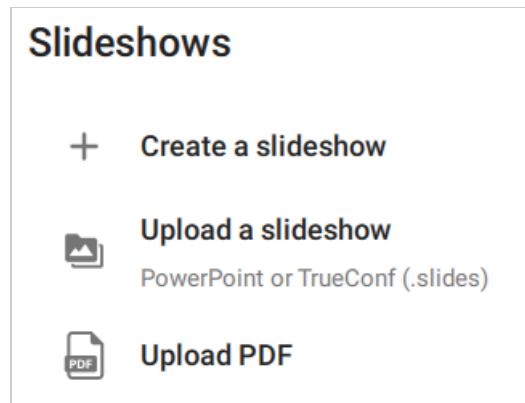 Slideshows
Create a slideshow
Upload a slideshow
PowerPoint or TrueConf (.slides)
PDF
Upload PDF